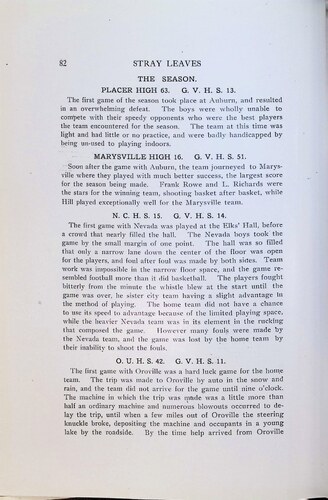 82 STRAY LEAVES
THE SEASON.
PLACER HIGH 63. G. V. H. S. 13.
The first game of the season took place at Auburn, and resulted
in an overwhelming defeat. The boys were wholly unable to
compete with their speedy opponents who were the best players
the team encountered for the season. The team at this time was
light and had little or no practice, and were badly handicapped by
being un-used to playing indoors.
MARYSVILLE HIGH 16. G. V. H. S. 51.
Soon after the game with Auburn, the team journeyed to Marys-
ville where they played with much better success, the largest score
for the season being made. Frank Rowe and L. Richards were
the stars for the winning team, shooting basket after basket, while
Hill played exceptionally well for the Marysville team.
N. C. H. S. 15. G. V. H. S. 14.
The first game with Nevada was played at the Elks' Hall, before
a crowd that nearly filled the hall. The Nevada boys took the
game by the small margin of one point. The hall was so filled
that only a narrow lane down the center of the floor was open
for the players, and foul after foul was made by both sides. Team
work was impossible in the narrow floor space, and the game re-
sembled football more than it did basketball. The players fought
bitterly from the minute the whistle blew at the start until the
game was over, he sister city team having a slight advantage in
the method of playing. The home team did not have a chance
to use its speed to advantage because of the limited playing space,
while the heavier Nevada team was in its element in the rucking
that composed the game. However many fouls were made by
the Nevada team, and the game was lost by the home team by
their inability to shoot the fouls.
O. U. H. S. 42. G. V. H. S. 11.
The first game with Oroville was a hard luck game for the home
team. The trip was made to Oroville by auto in the snow and
rain, and the team did not arrive for the game until nine o'clock.
The machine in which the trip was made was a little more than
half an ordinary machine and numerous blowouts occurred to de-
lay the trip, until when a few miles out of Oroville the steering
knuckle broke, depositing the machine and occupants in a young
lake by the roadside. By the time help arrived from Oroville